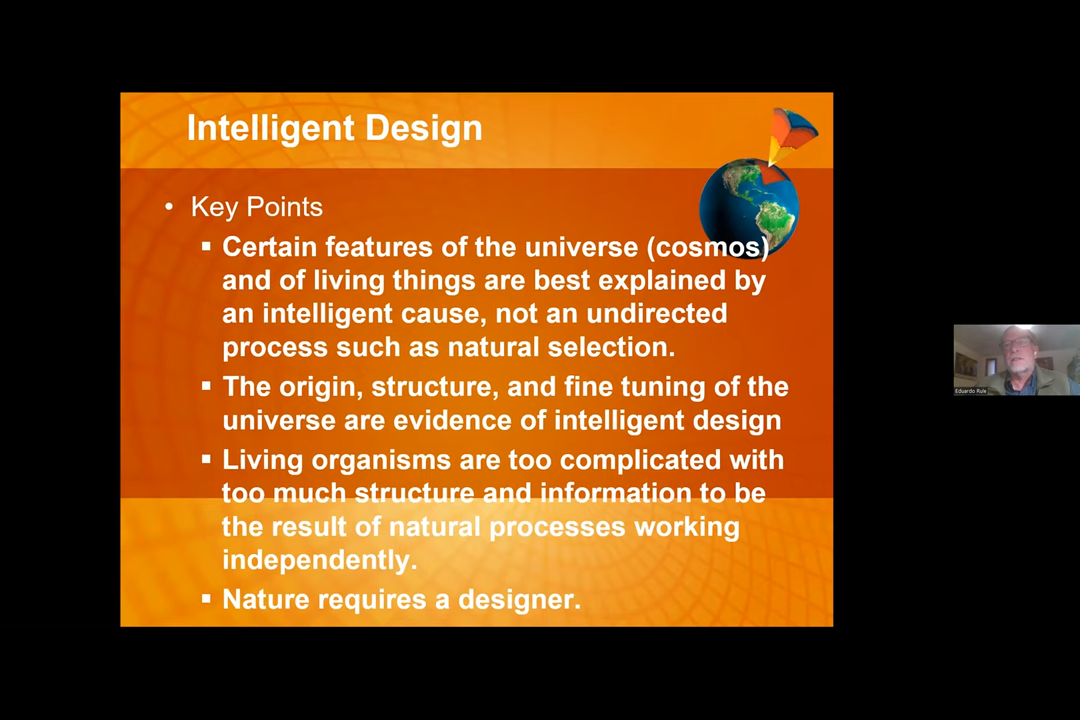 Intelligent Design
• Key Points
▪ Certain features of the universe (cosmos)
and of living things are best explained by
an intelligent cause, not an undirected
process such as natural selection.
▪ The origin, structure, and fine tuning of the
universe are evidence of intelligent design
▪ Living organisms are too complicated with
too much structure and information to be
the result of natural processes working
independently.
▪ Nature requires a designer.
Eduardo Rule